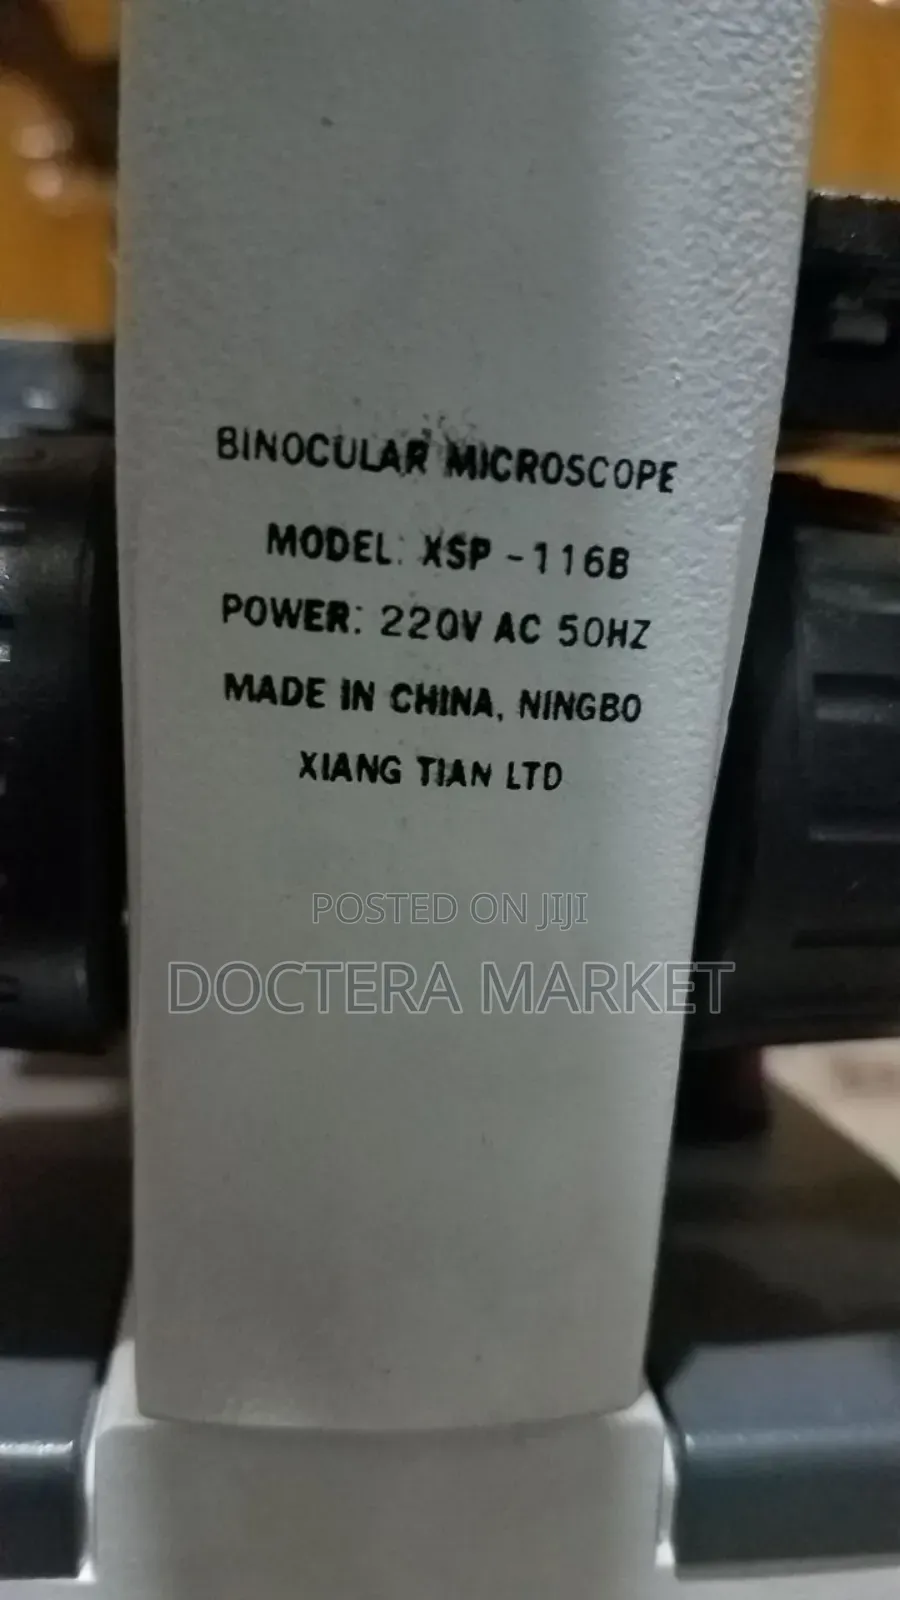 BINOCULAR MICROSCOPE
MODEL: XSP -116B
POWER: 220V AC 50HZ
MADE IN CHINA, NINGBO
XIANG TIAN LTD
POSTED ON JIJI
DOCTERA MARKET